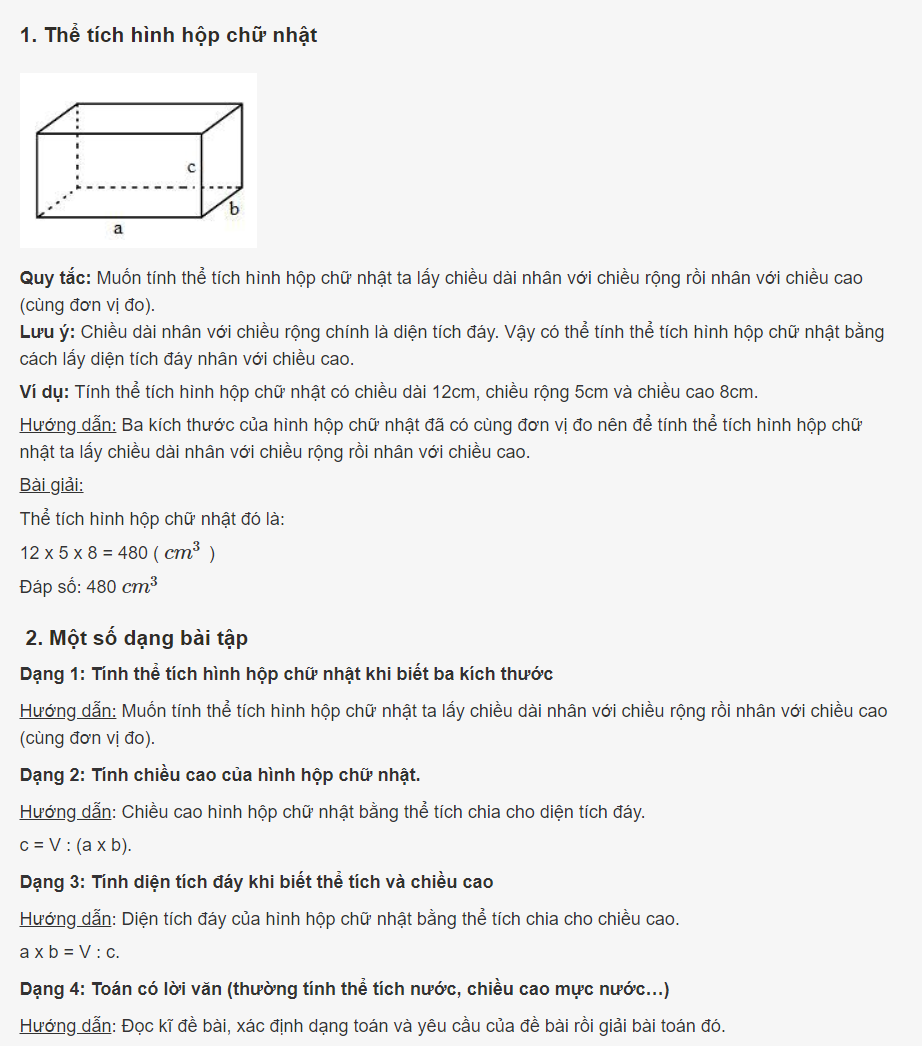 1. Thể tích hình hộp chữ nhật
c
b
a
Quy tắc: Muốn tính thể tích hình hộp chữ nhật ta lấy chiều dài nhân với chiều rộng rồi nhân với chiều cao
(cùng đơn vị đo).
Lưu ý: Chiều dài nhân với chiều rộng chính là diện tích đáy. Vậy có thể tính thể tích hình hộp chữ nhật bằng
cách lấy diện tích đáy nhân với chiều cao.
Ví dụ: Tính thể tích hình hộp chữ nhật có chiều dài 12cm, chiều rộng 5cm và chiều cao 8cm.
Hướng dẫn: Ba kích thước của hình hộp chữ nhật đã có cùng đơn vị đo nên để tính thể tích hình hộp chữ
nhật ta lấy chiều dài nhân với chiều rộng rồi nhân với chiều cao.
Bài giải:
Thể tích hình hộp chữ nhật đó là:
12 x 5 x 8 = 480 ( cm³ )
Đáp số: 480 cm³
2. Một số dạng bài tập
Dạng 1: Tính thể tích hình hộp chữ nhật khi biết ba kích thước
Hướng dẫn: Muốn tính thể tích hình hộp chữ nhật ta lấy chiều dài nhân với chiều rộng rồi nhân với chiều cao
(cùng đơn vị đo).
Dạng 2: Tính chiều cao của hình hộp chữ nhật.
Hướng dẫn: Chiều cao hình hộp chữ nhật bằng thể tích chia cho diện tích đáy.
c = V : (a x b).
Dạng 3: Tính diện tích đáy khi biết thể tích và chiều cao
Hướng dẫn: Diện tích đáy của hình hộp chữ nhật bằng thể tích chia cho chiều cao.
a x b = V : c.
Dạng 4: Toán có lời văn (thường tính thể tích nước, chiều cao mực nước…)
Hướng dẫn: Đọc kĩ đề bài, xác định dạng toán và yêu cầu của đề bài rồi giải bài toán đó.